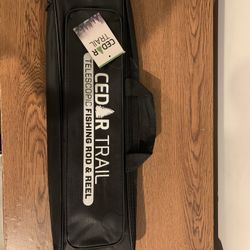 CEDAR
TRAIL
CEDAR TRAIL
TELESCOPIC FISHING ROD & REEL